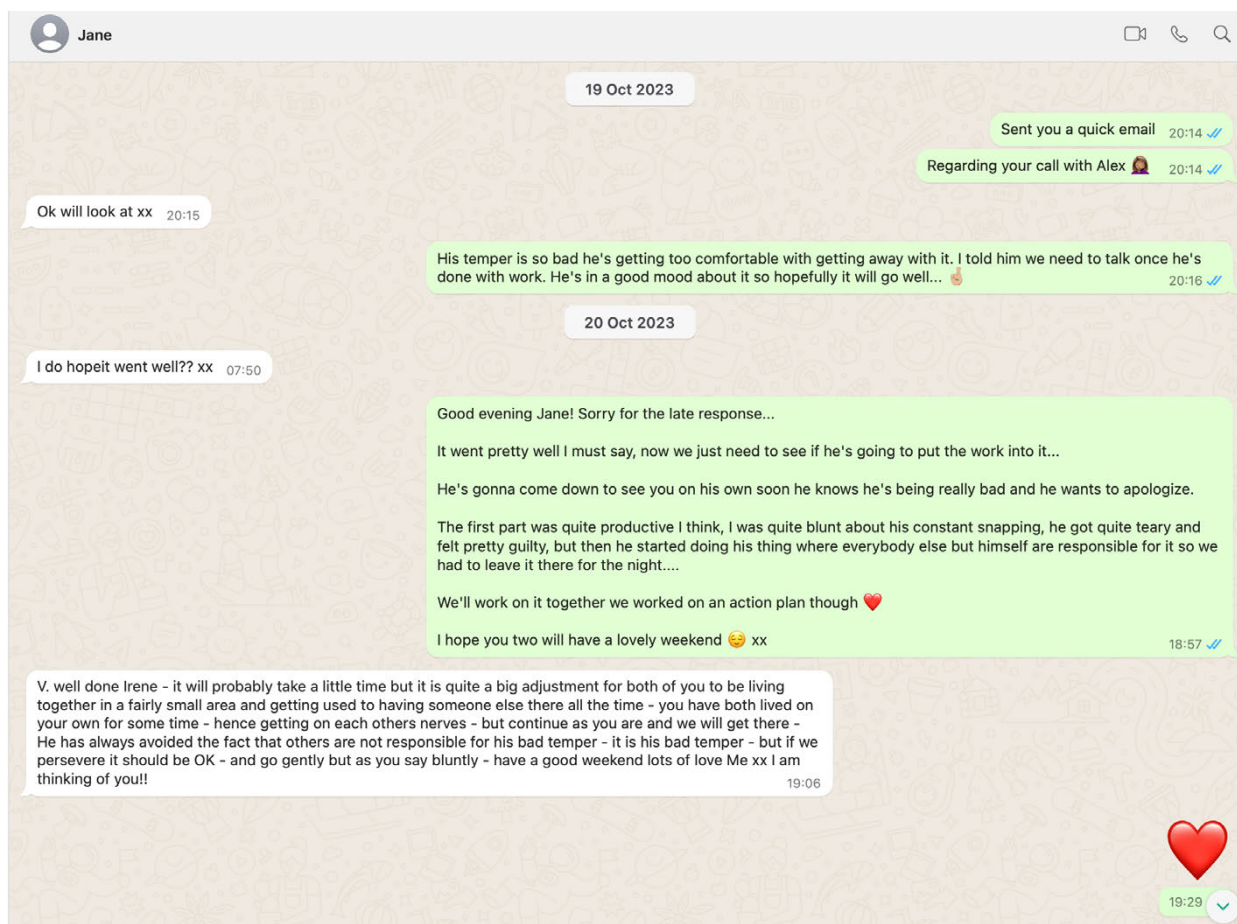 Jane
19 Oct 2023
Sent you a quick email 20:14
Regarding your call with Alex 🤦🏽‍♀️ 20:14
Ok will look at xx 20:15
His temper is so bad he's getting too comfortable with getting away with it. I told him we need to talk once he's
done with work. He's in a good mood about it so hopefully it will go well... 🤞🏼 20:16
20 Oct 2023
I do hopeit went well?? xx 07:50
Good evening Jane! Sorry for the late response...
It went pretty well I must say, now we just need to see if he's going to put the work into it...
He's gonna come down to see you on his own soon he knows he's being really bad and he wants to apologize.
The first part was quite productive I think, I was quite blunt about his constant snapping, he got quite teary and
felt pretty guilty, but then he started doing his thing where everybody else but himself are responsible for it so we
had to leave it there for the night....
We'll work on it together we worked on an action plan though ❤️
I hope you two will have a lovely weekend 😌 xx 18:57
V. well done Irene - it will probably take a little time but it is quite a big adjustment for both of you to be living
together in a fairly small area and getting used to having someone else there all the time - you have both lived on
your own for some time - hence getting on each others nerves - but continue as you are and we will get there -
He has always avoided the fact that others are not responsible for his bad temper - it is his bad temper - but if we
persevere it should be OK - and go gently but as you say bluntly - have a good weekend lots of love Me xx I am
thinking of you!! 19:06
❤️
19:29